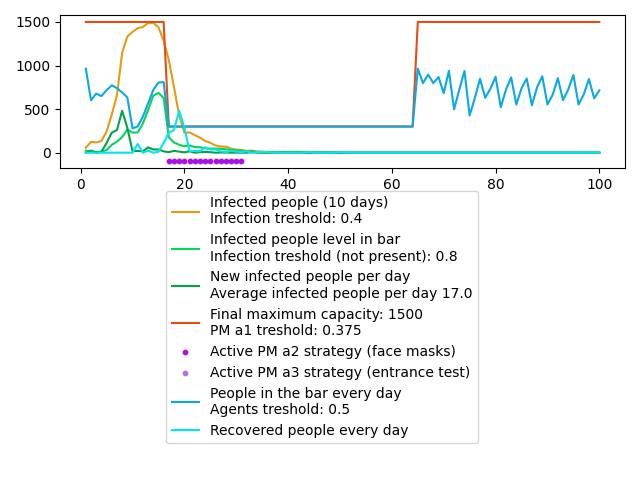 1500
1000
500
0
0
20
40
60
80
100
Infected people (10 days)
Infection treshold: 0.4
Infected people level in bar
Infection treshold (not present): 0.8
New infected people per day
Average infected people per day 17.0
Final maximum capacity: 1500
PM a1 treshold: 0.375
Active PM a2 strategy (face masks)
Active PM a3 strategy (entrance test)
People in the bar every day
Agents treshold: 0.5
Recovered people every day